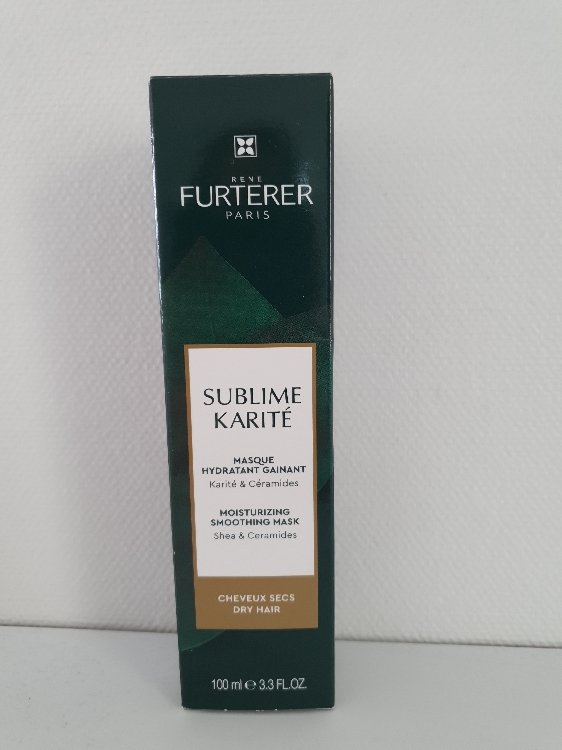 RENE
FURTERER
PARIS
SUBLIME
KARITÉ
MASQUE
HYDRATANT GAINANT
Karité & Céramides
MOISTURIZING
SMOOTHING MASK
Shea & Ceramides
CHEVEUX SECS
DRY HAIR
100 ml ℮ 3.3 FL.OZ.